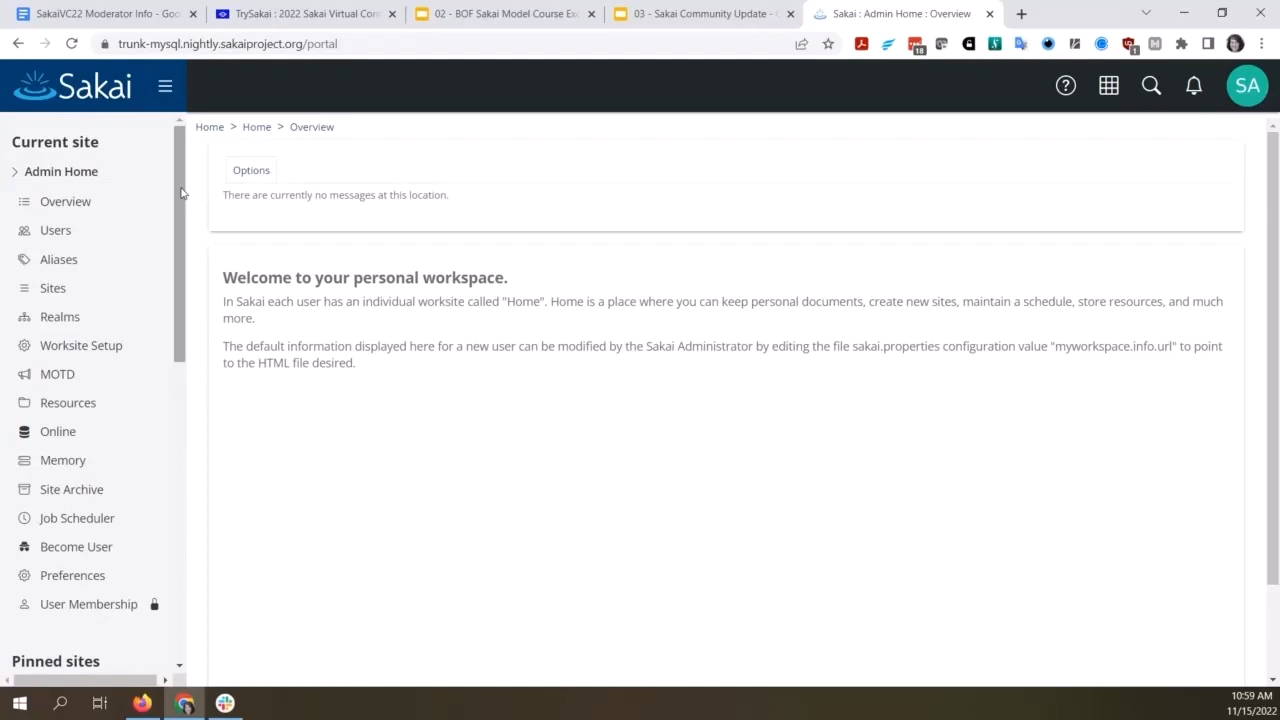 SakaiVC22 Moderator Info - Goo
TrySakai : 2022 Sakai Virtual Con
02 - BOF Sakai Model Course Exc
03 - Sakai Community Update - G
Sakai : Admin Home : Overview
trunk-mysql.nightly.sakaiproject.org/portal
18
1
Sakai
SA
Current site
Admin Home
Overview
Users
Aliases
Sites
Realms
Worksite Setup
MOTD
Resources
Online
Memory
Site Archive
Job Scheduler
Become User
Preferences
User Membership
Pinned sites
Home > Home > Overview
Options
There are currently no messages at this location.
Welcome to your personal workspace.
In Sakai each user has an individual worksite called "Home". Home is a place where you can keep personal documents, create new sites, maintain a schedule, store resources, and much
more.
The default information displayed here for a new user can be modified by the Sakai Administrator by editing the file sakai.properties configuration value "myworkspace.info.url" to point
to the HTML file desired.
10:59 AM
11/15/2022